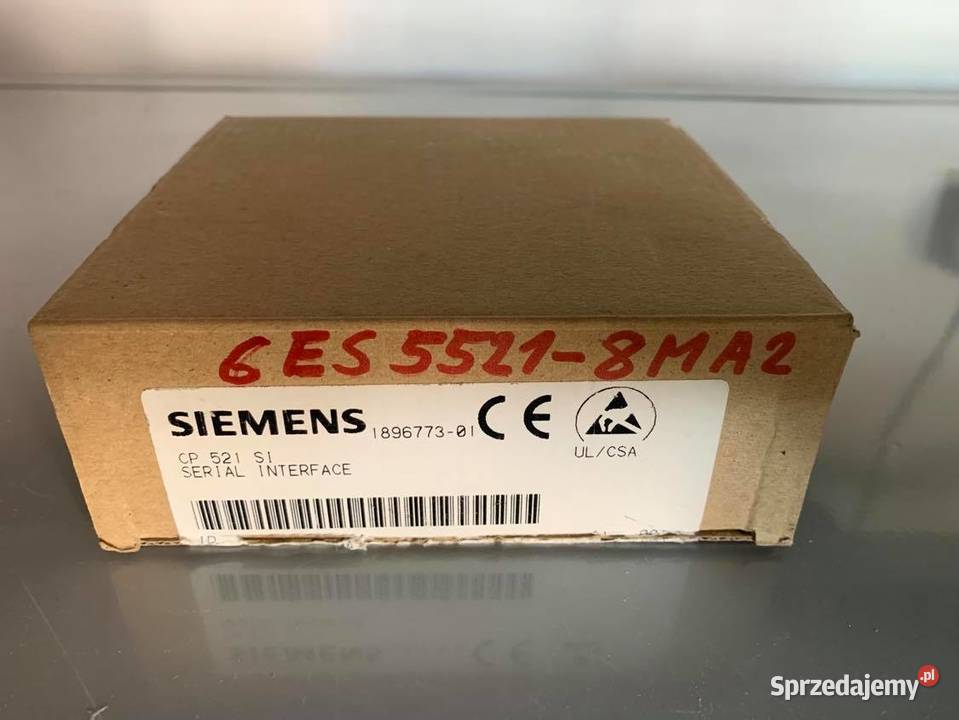 6ES5521-8MA2
SIEMENS 1896773-01 CE
CP 521 SI
SERIAL INTERFACE
UL/CSA
Sprzedajemy.pl